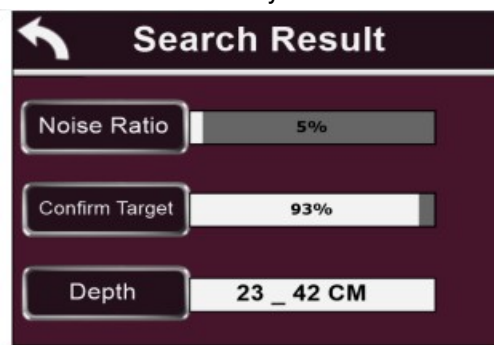 Search Result
Noise Ratio 5%
Confirm Target 93%
Depth 23 _ 42 CM